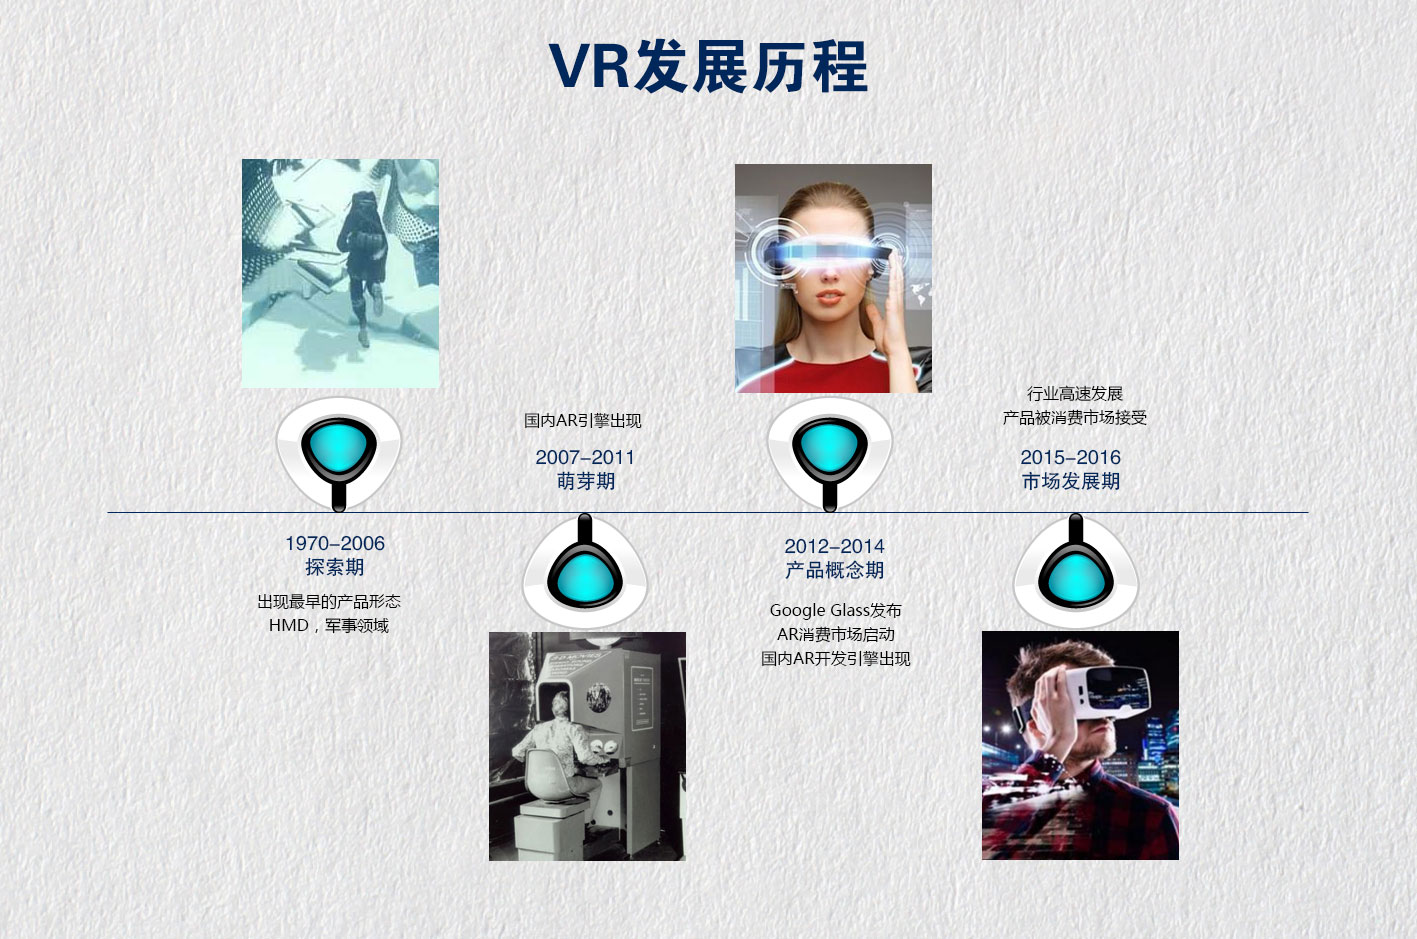 VR发展历程
1970-2006
探索期
出现最早的产品形态
HMD，军事领域
国内AR引擎出现
2007-2011
萌芽期
2012-2014
产品概念期
Google Glass发布
AR消费市场启动
国内AR开发引擎出现
行业高速发展
产品被消费市场接受
2015-2016
市场发展期